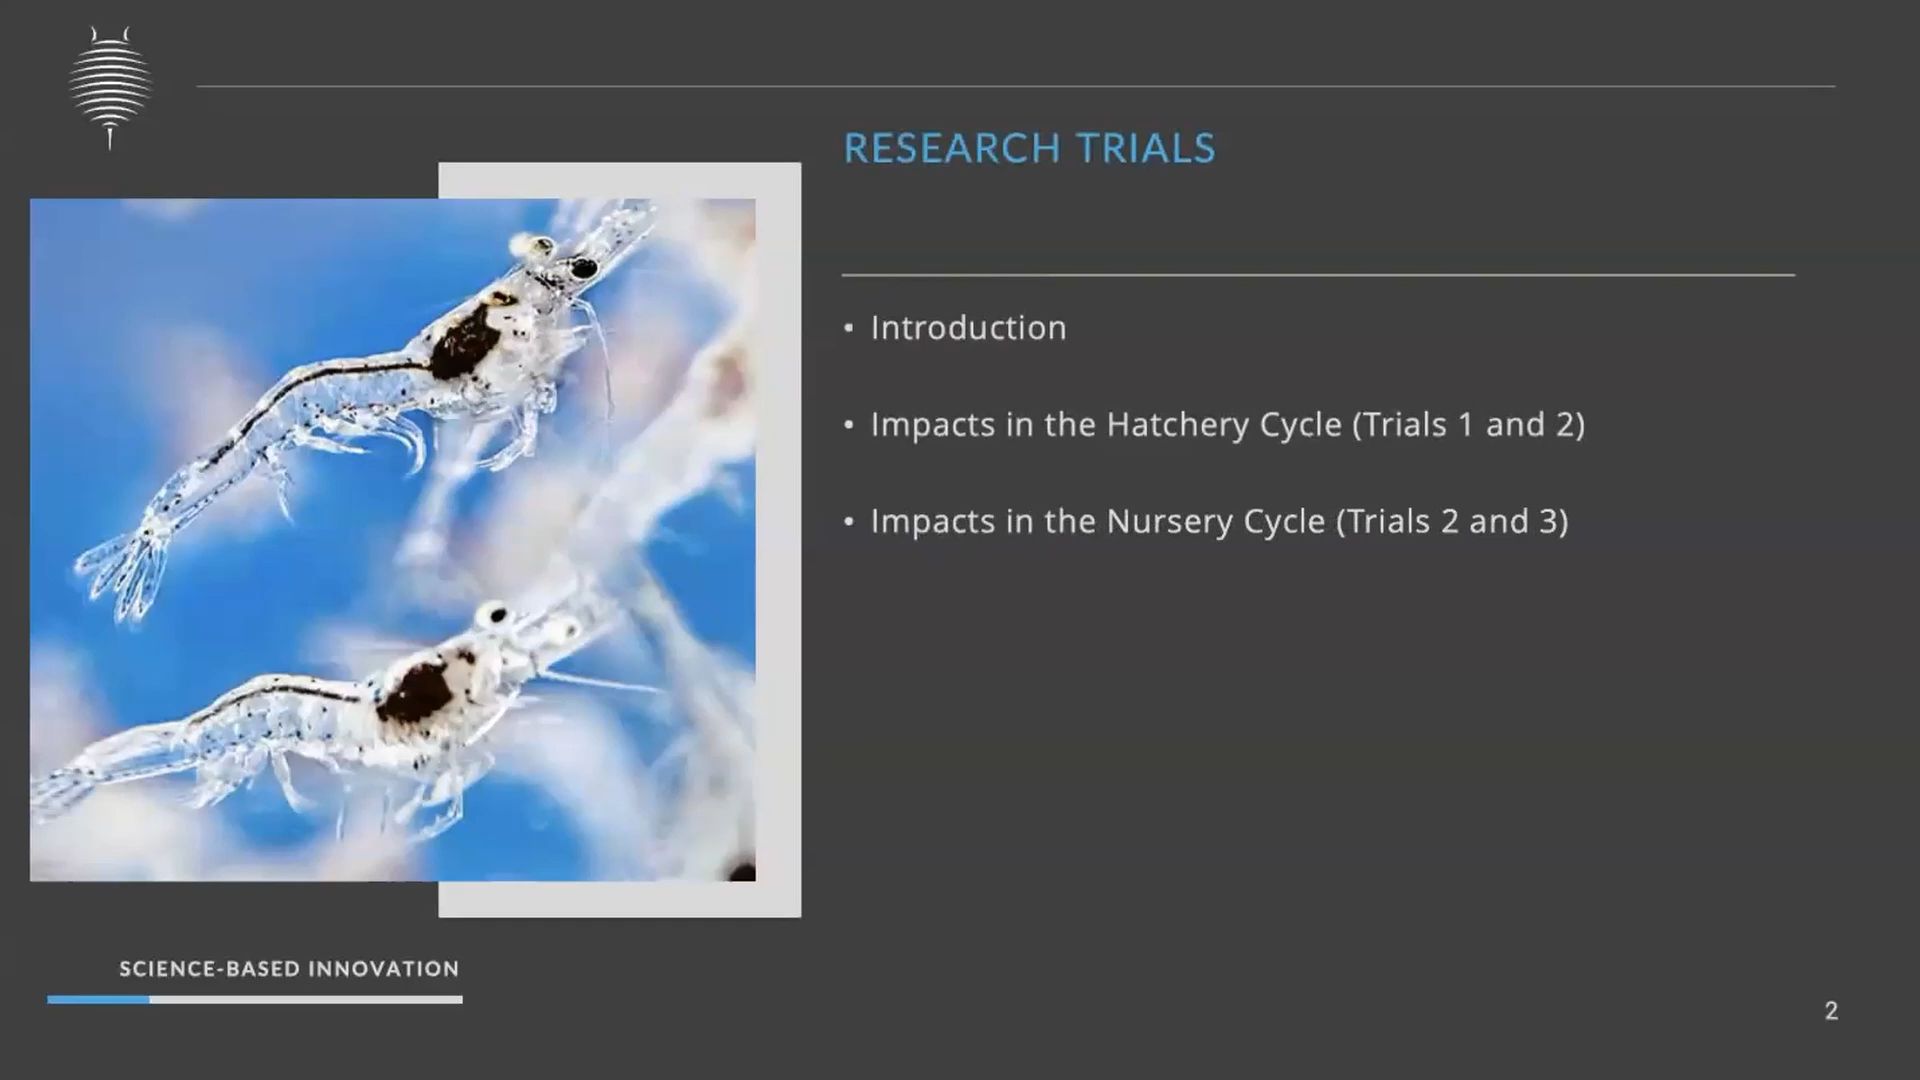 RESEARCH TRIALS
• Introduction
• Impacts in the Hatchery Cycle (Trials 1 and 2)
• Impacts in the Nursery Cycle (Trials 2 and 3)
SCIENCE-BASED INNOVATION
2